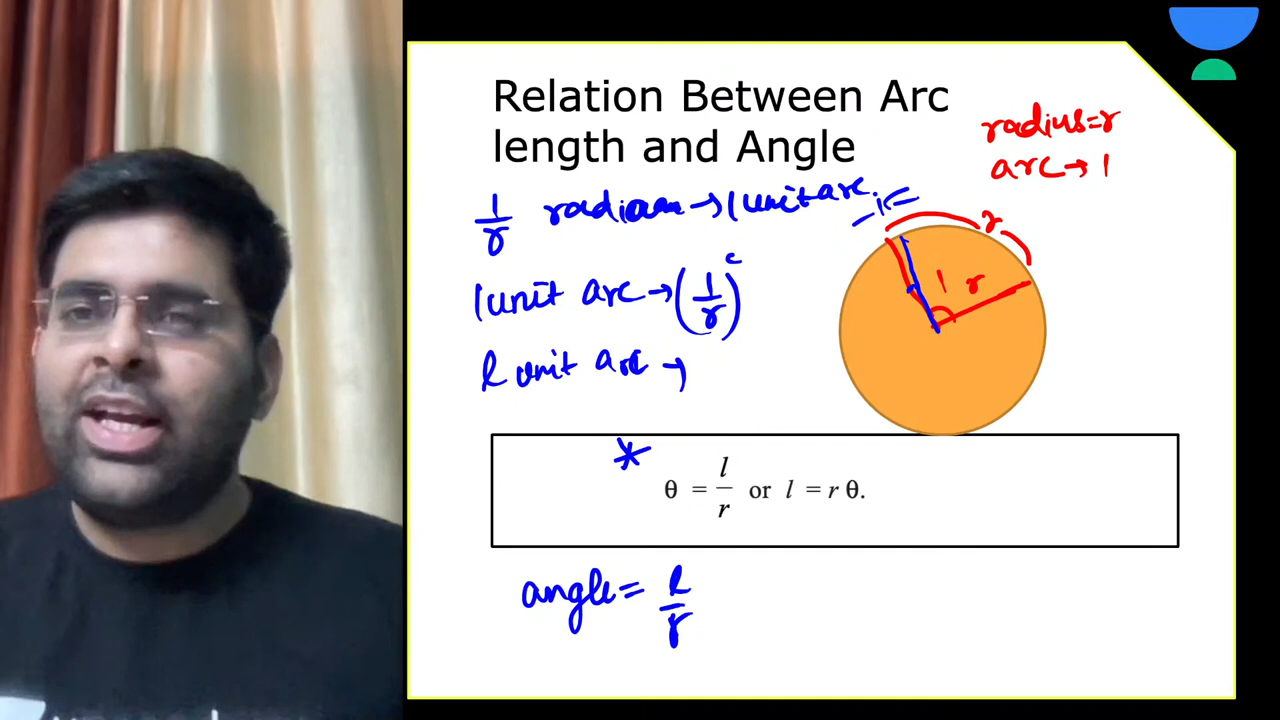 Relation Between Arc
length and Angle
radius=r
arc→ l
1/r radian → 1 unit arc
1 unit arc → (1/r)ᶜ
l unit arc →
r
1
r
*
θ = l/r or l = r θ.
angle = l/r